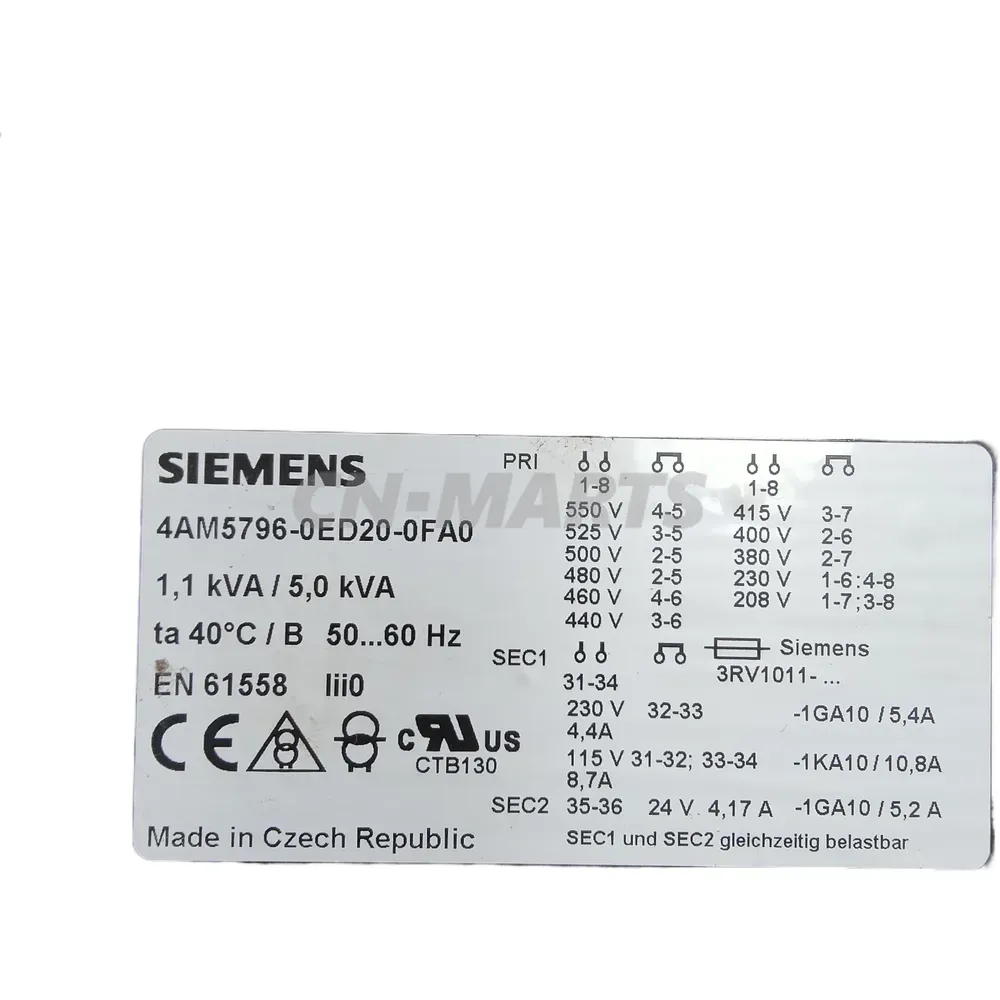 SIEMENS
4AM5796-0ED20-0FA0
1,1 kVA / 5,0 kVA
ta 40°C / B 50...60 Hz
EN 61558 Iii0
CE c RU US
CTB130
Made in Czech Republic
PRI
1-8 1-8
550 V 4-5 415 V 3-7
525 V 3-5 400 V 2-6
500 V 2-5 380 V 2-7
480 V 2-5 230 V 1-6:4-8
460 V 4-6 208 V 1-7;3-8
440 V 3-6
SEC1 Siemens
31-34 3RV1011- ...
230 V 32-33 -1GA10 / 5,4A
4,4A
115 V 31-32; 33-34 -1KA10 / 10,8A
8,7A
SEC2 35-36 24 V 4,17 A -1GA10 / 5,2 A
SEC1 und SEC2 gleichzeitig belastbar
CN-MARTS